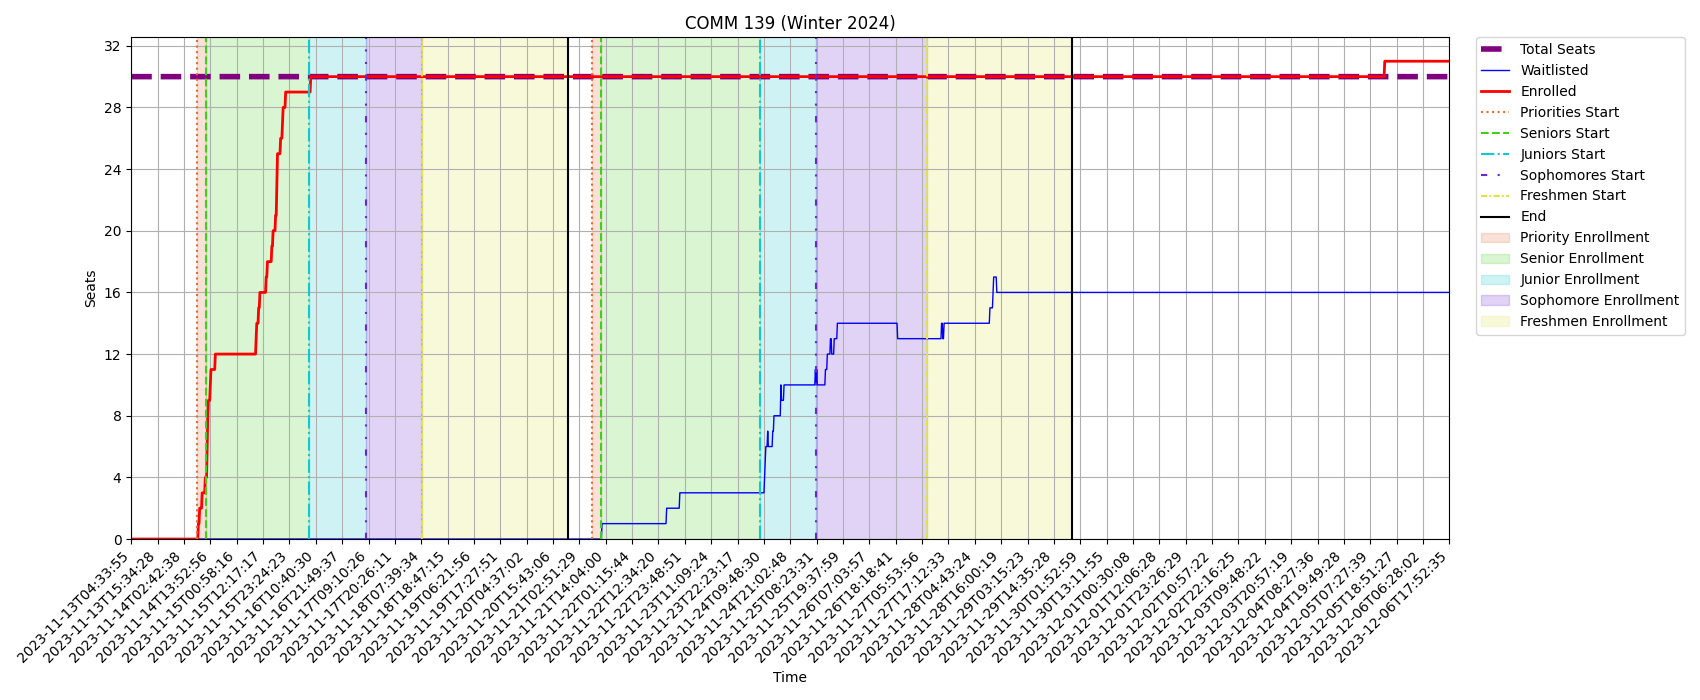 COMM 139 (Winter 2024)
32
28
24
20
16
12
8
4
0
Seats
2023-11-13T04:33:55
2023-11-13T15:34:28
2023-11-14T02:42:38
2023-11-14T13:52:56
2023-11-15T00:58:16
2023-11-15T12:17:17
2023-11-15T23:24:23
2023-11-16T10:40:30
2023-11-16T21:49:37
2023-11-17T09:10:26
2023-11-17T20:26:11
2023-11-18T07:39:34
2023-11-18T18:47:15
2023-11-19T06:21:56
2023-11-19T17:27:51
2023-11-20T04:37:02
2023-11-20T15:43:06
2023-11-21T02:51:29
2023-11-21T14:04:00
2023-11-22T01:15:44
2023-11-22T12:34:20
2023-11-22T23:48:51
2023-11-23T11:09:24
2023-11-23T22:23:17
2023-11-24T09:48:30
2023-11-24T21:02:48
2023-11-25T08:23:31
2023-11-25T19:37:59
2023-11-26T07:03:57
2023-11-26T18:18:41
2023-11-27T05:53:56
2023-11-27T17:12:33
2023-11-28T04:43:24
2023-11-28T16:00:19
2023-11-29T03:15:23
2023-11-29T14:35:28
2023-11-30T01:52:59
2023-11-30T13:11:55
2023-12-01T00:30:08
2023-12-01T12:06:28
2023-12-01T23:26:29
2023-12-02T10:57:22
2023-12-02T22:16:25
2023-12-03T09:48:22
2023-12-03T20:57:19
2023-12-04T08:27:36
2023-12-04T19:49:28
2023-12-05T07:27:39
2023-12-05T18:51:27
2023-12-06T06:28:02
2023-12-06T17:52:35
Time
Total Seats
Waitlisted
Enrolled
Priorities Start
Seniors Start
Juniors Start
Sophomores Start
Freshmen Start
End
Priority Enrollment
Senior Enrollment
Junior Enrollment
Sophomore Enrollment
Freshmen Enrollment